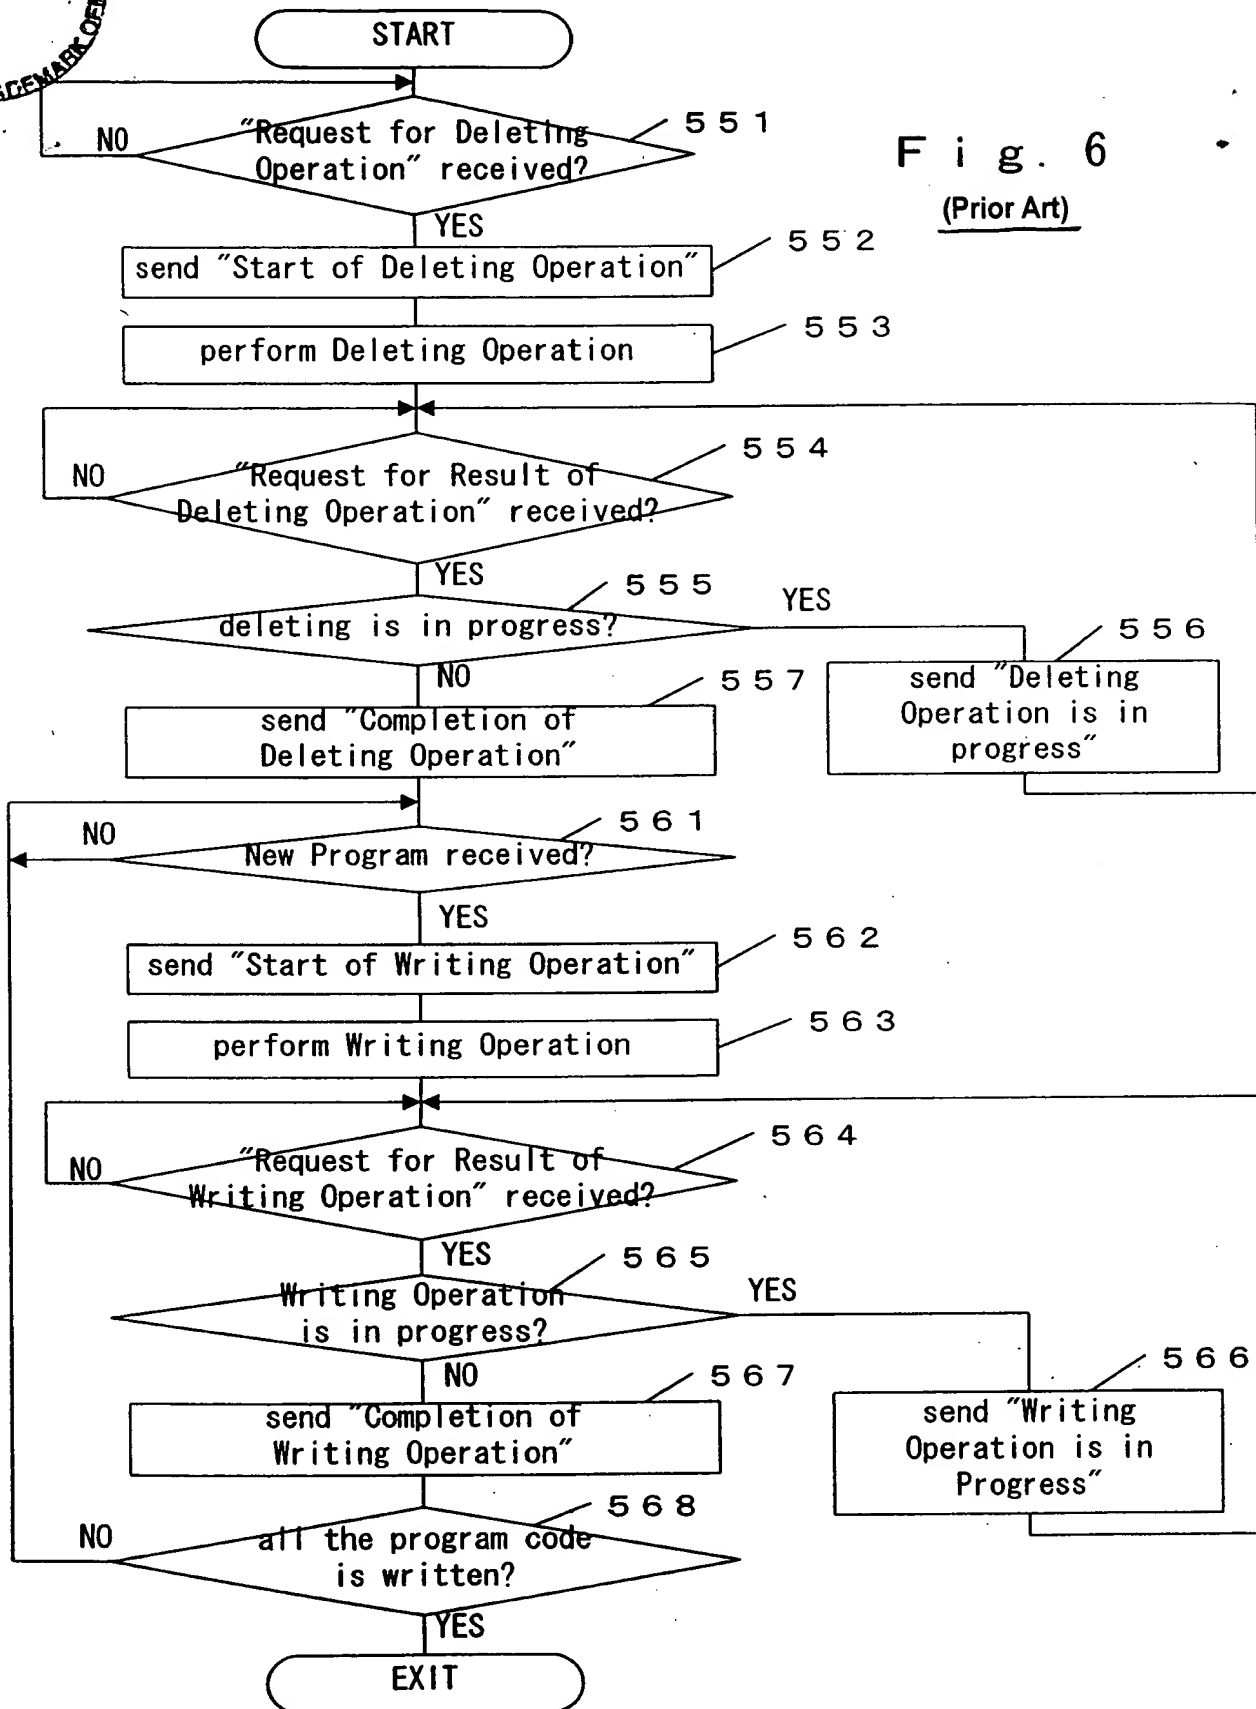 TRADEMARK OF
START
NO
"Request for Deleting
Operation" received?
551
Fig. 6
(Prior Art)
YES
send "Start of Deleting Operation"
552
perform Deleting Operation
553
NO
"Request for Result of
Deleting Operation" received?
554
YES
deleting is in progress?
555
YES
NO
send "Deleting
Operation is in
progress"
556
send "Completion of
Deleting Operation"
557
NO
New Program received?
561
YES
send "Start of Writing Operation"
562
perform Writing Operation
563
NO
"Request for Result of
Writing Operation" received?
564
YES
Writing Operation
is in progress?
565
YES
NO
send "Writing
Operation is in
Progress"
566
send "Completion of
Writing Operation"
567
NO
all the program code
is written?
568
YES
EXIT